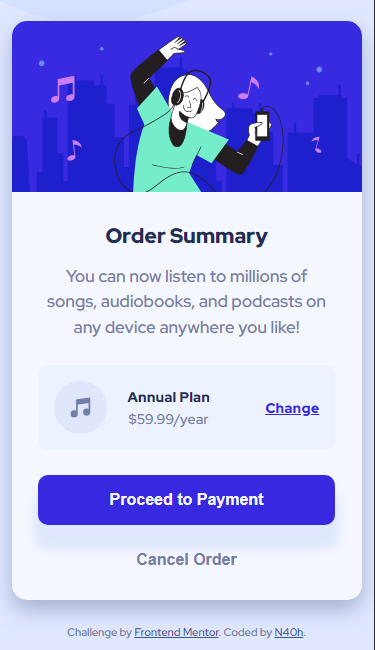 Order Summary
You can now listen to millions of
songs, audiobooks, and podcasts on
any device anywhere you like!
Annual Plan
$59.99/year
Change
Proceed to Payment
Cancel Order
Challenge by Frontend Mentor. Coded by N40h.